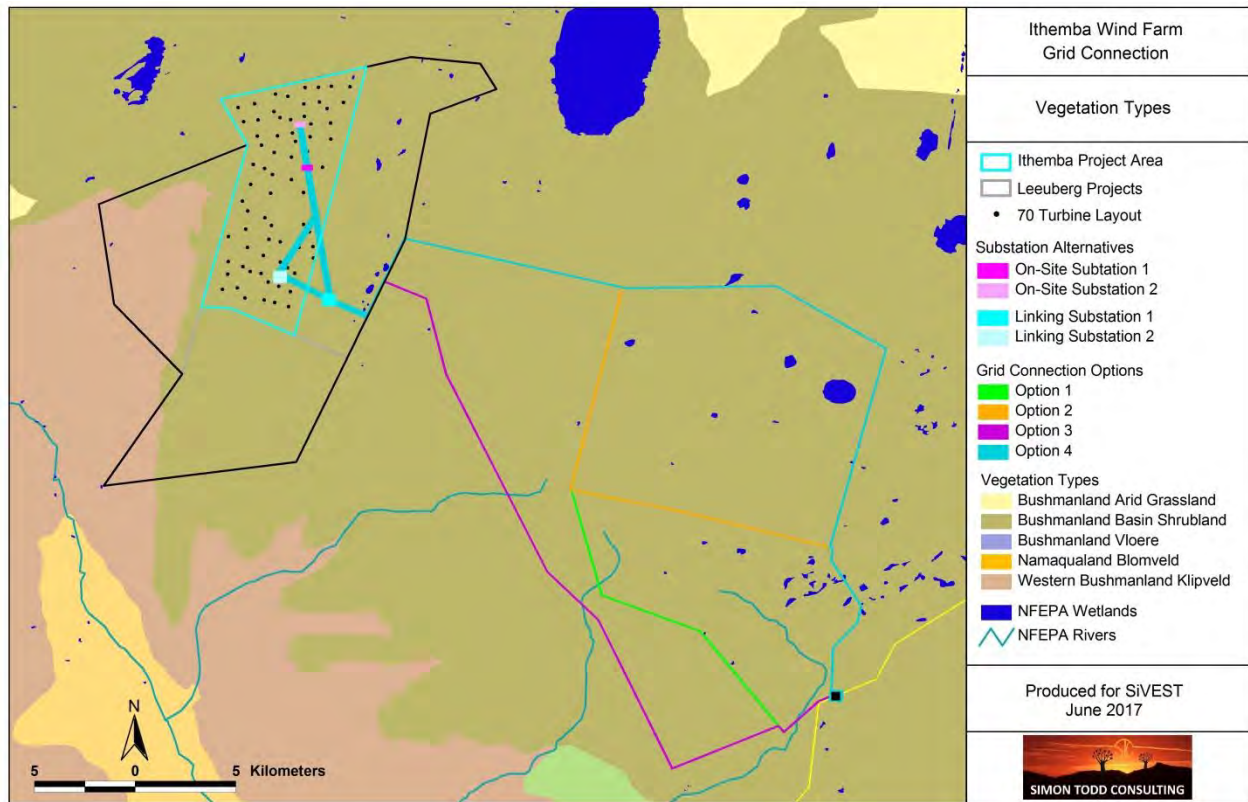 Ithemba Wind Farm
Grid Connection
Vegetation Types
Ithemba Project Area
Leeuberg Projects
70 Turbine Layout
Substation Alternatives
On-Site Subtation 1
On-Site Substation 2
Linking Substation 1
Linking Substation 2
Grid Connection Options
Option 1
Option 2
Option 3
Option 4
Vegetation Types
Bushmanland Arid Grassland
Bushmanland Basin Shrubland
Bushmanland Vloere
Namaqualand Blomveld
Western Bushmanland Klipveld
NFEPA Wetlands
NFEPA Rivers
Produced for SiVEST
June 2017
SIMON TODD CONSULTING
N
5 0 5 Kilometers